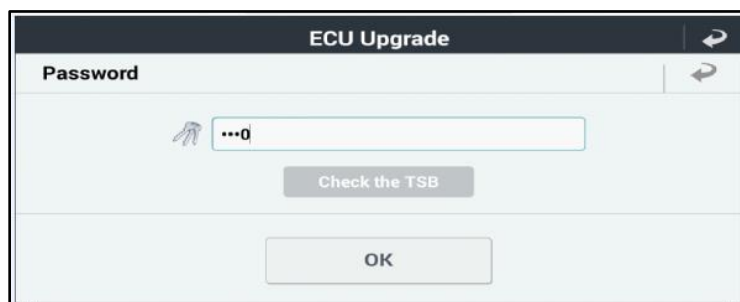 ECU Upgrade
Password
•••0
Check the TSB
OK